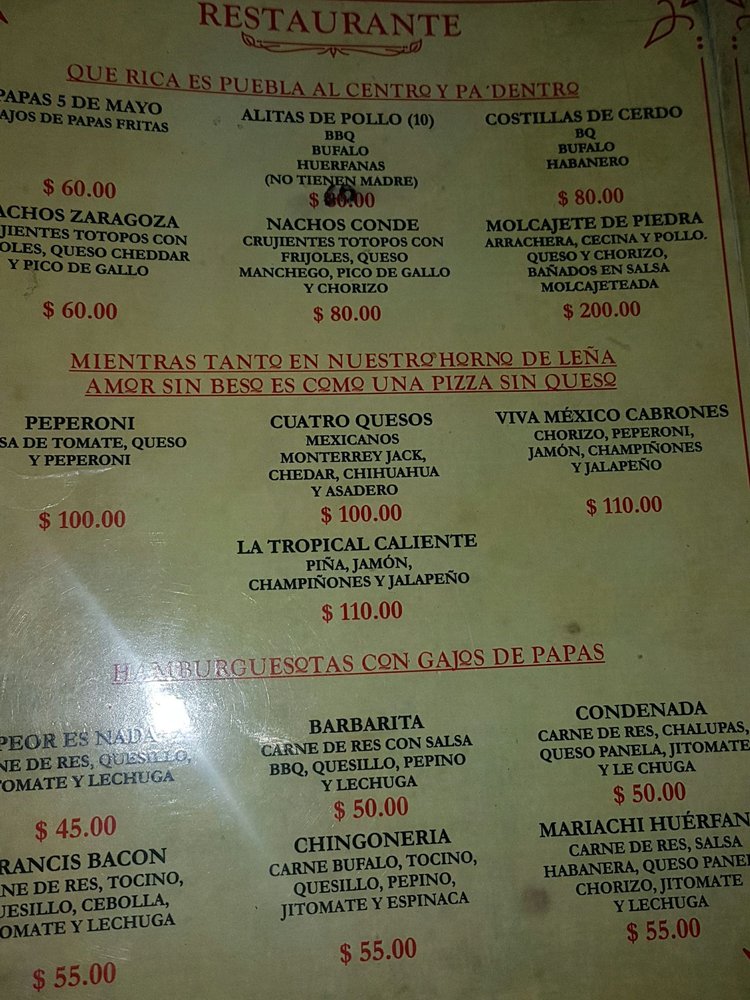 RESTAURANTE
QUE RICA ES PUEBLA AL CENTRO Y PA´DENTRO
PAPAS 5 DE MAYO
AJOS DE PAPAS FRITAS
$ 60.00
ALITAS DE POLLO (10)
BBQ
BUFALO
HUERFANAS
(NO TIENEN MADRE)
$ 60.00
COSTILLAS DE CERDO
BQ
BUFALO
HABANERO
$ 80.00
ACHOS ZARAGOZA
JIENTES TOTOPOS CON
OLES, QUESO CHEDDAR
Y PICO DE GALLO
$ 60.00
NACHOS CONDE
CRUJIENTES TOTOPOS CON
FRIJOLES, QUESO
MANCHEGO, PICO DE GALLO
Y CHORIZO
$ 80.00
MOLCAJETE DE PIEDRA
ARRACHERA, CECINA Y POLLO.
QUESO Y CHORIZO,
BAÑADOS EN SALSA
MOLCAJETEADA
$ 200.00
MIENTRAS TANTO EN NUESTRO HORNO DE LEÑA
AMOR SIN BESO ES COMO UNA PIZZA SIN QUESO
PEPERONI
SA DE TOMATE, QUESO
Y PEPERONI
$ 100.00
CUATRO QUESOS
MEXICANOS
MONTERREY JACK,
CHEDAR, CHIHUAHUA
Y ASADERO
$ 100.00
VIVA MÉXICO CABRONES
CHORIZO, PEPERONI,
JAMÓN, CHAMPIÑONES
Y JALAPEÑO
$ 110.00
LA TROPICAL CALIENTE
PIÑA, JAMÓN,
CHAMPIÑONES Y JALAPEÑO
$ 110.00
HAMBURGUESOTAS CON GAJOS DE PAPAS
PEOR ES NADA
NE DE RES, QUESILLO,
TOMATE Y LECHUGA
$ 45.00
BARBARITA
CARNE DE RES CON SALSA
BBQ, QUESILLO, PEPINO
Y LECHUGA
$ 50.00
CONDENADA
CARNE DE RES, CHALUPAS,
QUESO PANELA, JITOMATE
Y LE CHUGA
$ 50.00
RANCIS BACON
NE DE RES, TOCINO,
UESILLO, CEBOLLA,
OMATE Y LECHUGA
$ 55.00
CHINGONERIA
CARNE BUFALO, TOCINO,
QUESILLO, PEPINO,
JITOMATE Y ESPINACA
$ 55.00
MARIACHI HUÉRFAN
CARNE DE RES, SALSA
HABANERA, QUESO PANE
CHORIZO, JITOMATE
Y LECHUGA
$ 55.00